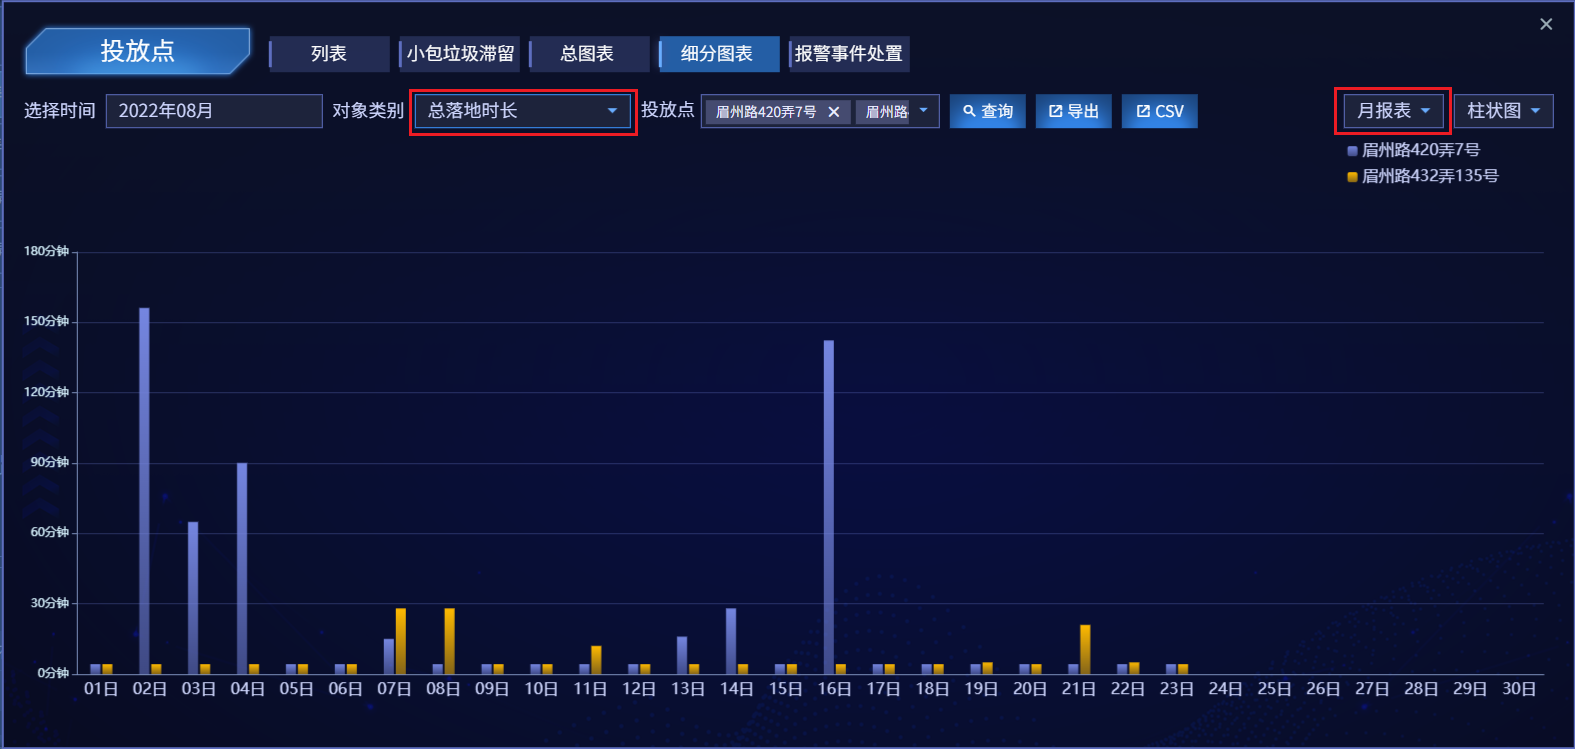 投放点
列表
小包垃圾滞留
总图表
细分图表
报警事件处置
选择时间 2022年08月 对象类别 总落地时长 投放点 眉州路420弄7号 眉州路 查询 导出 CSV 月报表 柱状图
眉州路420弄7号
眉州路432弄135号
180分钟
150分钟
120分钟
90分钟
60分钟
30分钟
0分钟
01日 02日 03日 04日 05日 06日 07日 08日 09日 10日 11日 12日 13日 14日 15日 16日 17日 18日 19日 20日 21日 22日 23日 24日 25日 26日 27日 28日 29日 30日